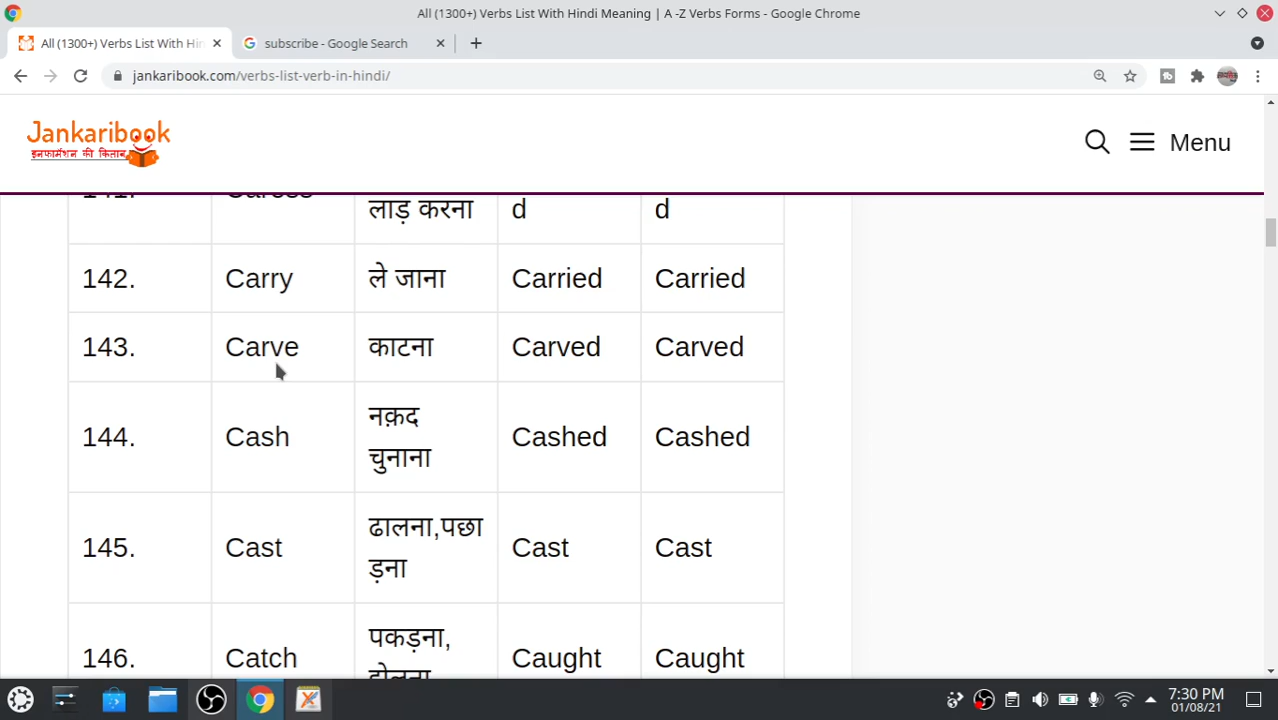 All (1300+) Verbs List With Hindi Meaning | A -Z Verbs Forms - Google Chrome
All (1300+) Verbs List With Hin
subscribe - Google Search
jankaribook.com/verbs-list-verb-in-hindi/
Jankaribook
इनफार्मेशन की किताब
Menu
लाड़ करना d d
142. Carry ले जाना Carried Carried
143. Carve काटना Carved Carved
144. Cash नक़द Cashed Cashed
चुनाना
145. Cast ढालना,पछा Cast Cast
ड़ना
146. Catch पकड़ना, Caught Caught
7:30 PM
01/08/21